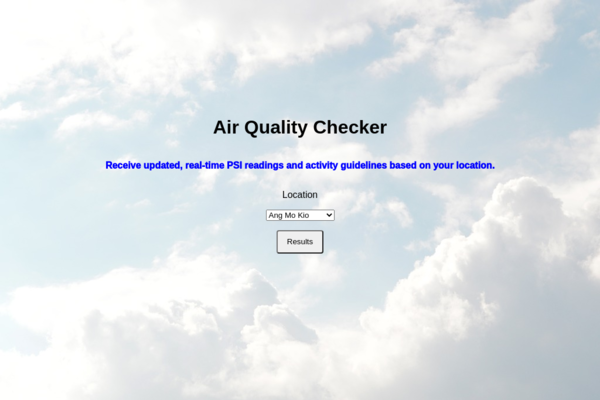 Air Quality Checker
Receive updated, real-time PSI readings and activity guidelines based on your location.
Location
Ang Mo Kio
Results